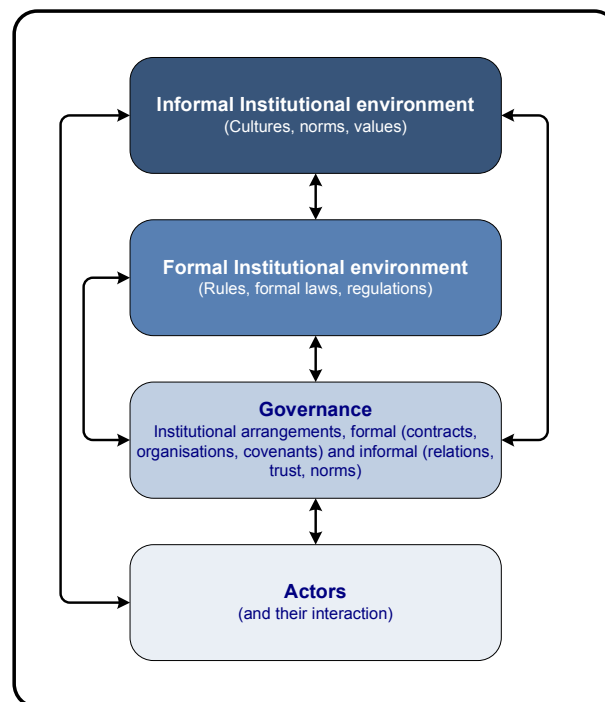 Informal Institutional environment
(Cultures, norms, values)
Formal Institutional environment
(Rules, formal laws, regulations)
Governance
Institutional arrangements, formal (contracts,
organisations, covenants) and informal (relations,
trust, norms)
Actors
(and their interaction)